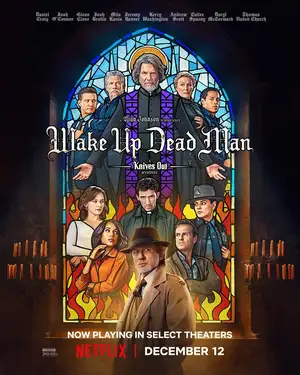 Daniel Josh Glenn Josh Mila Jeremy Kerry Andrew Cailee Daryl Thomas
Craig O'Connor Close Brolin Kunis Renner Washington Scott Spaeny McCormack Haden Church
Rian Johnson
Wake Up Dead Man
Knives Out
MYSTERY
NOW PLAYING IN SELECT THEATERS
NETFLIX | DECEMBER 12